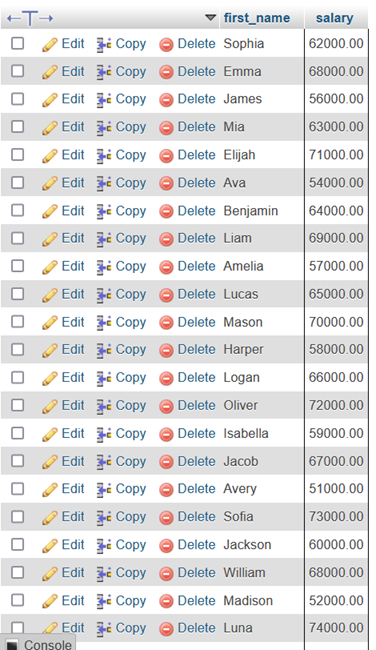 first_name salary
Edit Copy Delete Sophia 62000.00
Edit Copy Delete Emma 68000.00
Edit Copy Delete James 56000.00
Edit Copy Delete Mia 63000.00
Edit Copy Delete Elijah 71000.00
Edit Copy Delete Ava 54000.00
Edit Copy Delete Benjamin 64000.00
Edit Copy Delete Liam 69000.00
Edit Copy Delete Amelia 57000.00
Edit Copy Delete Lucas 65000.00
Edit Copy Delete Mason 70000.00
Edit Copy Delete Harper 58000.00
Edit Copy Delete Logan 66000.00
Edit Copy Delete Oliver 72000.00
Edit Copy Delete Isabella 59000.00
Edit Copy Delete Jacob 67000.00
Edit Copy Delete Avery 51000.00
Edit Copy Delete Sofia 73000.00
Edit Copy Delete Jackson 60000.00
Edit Copy Delete William 68000.00
Edit Copy Delete Madison 52000.00
Edit Copy Delete Luna 74000.00
Console